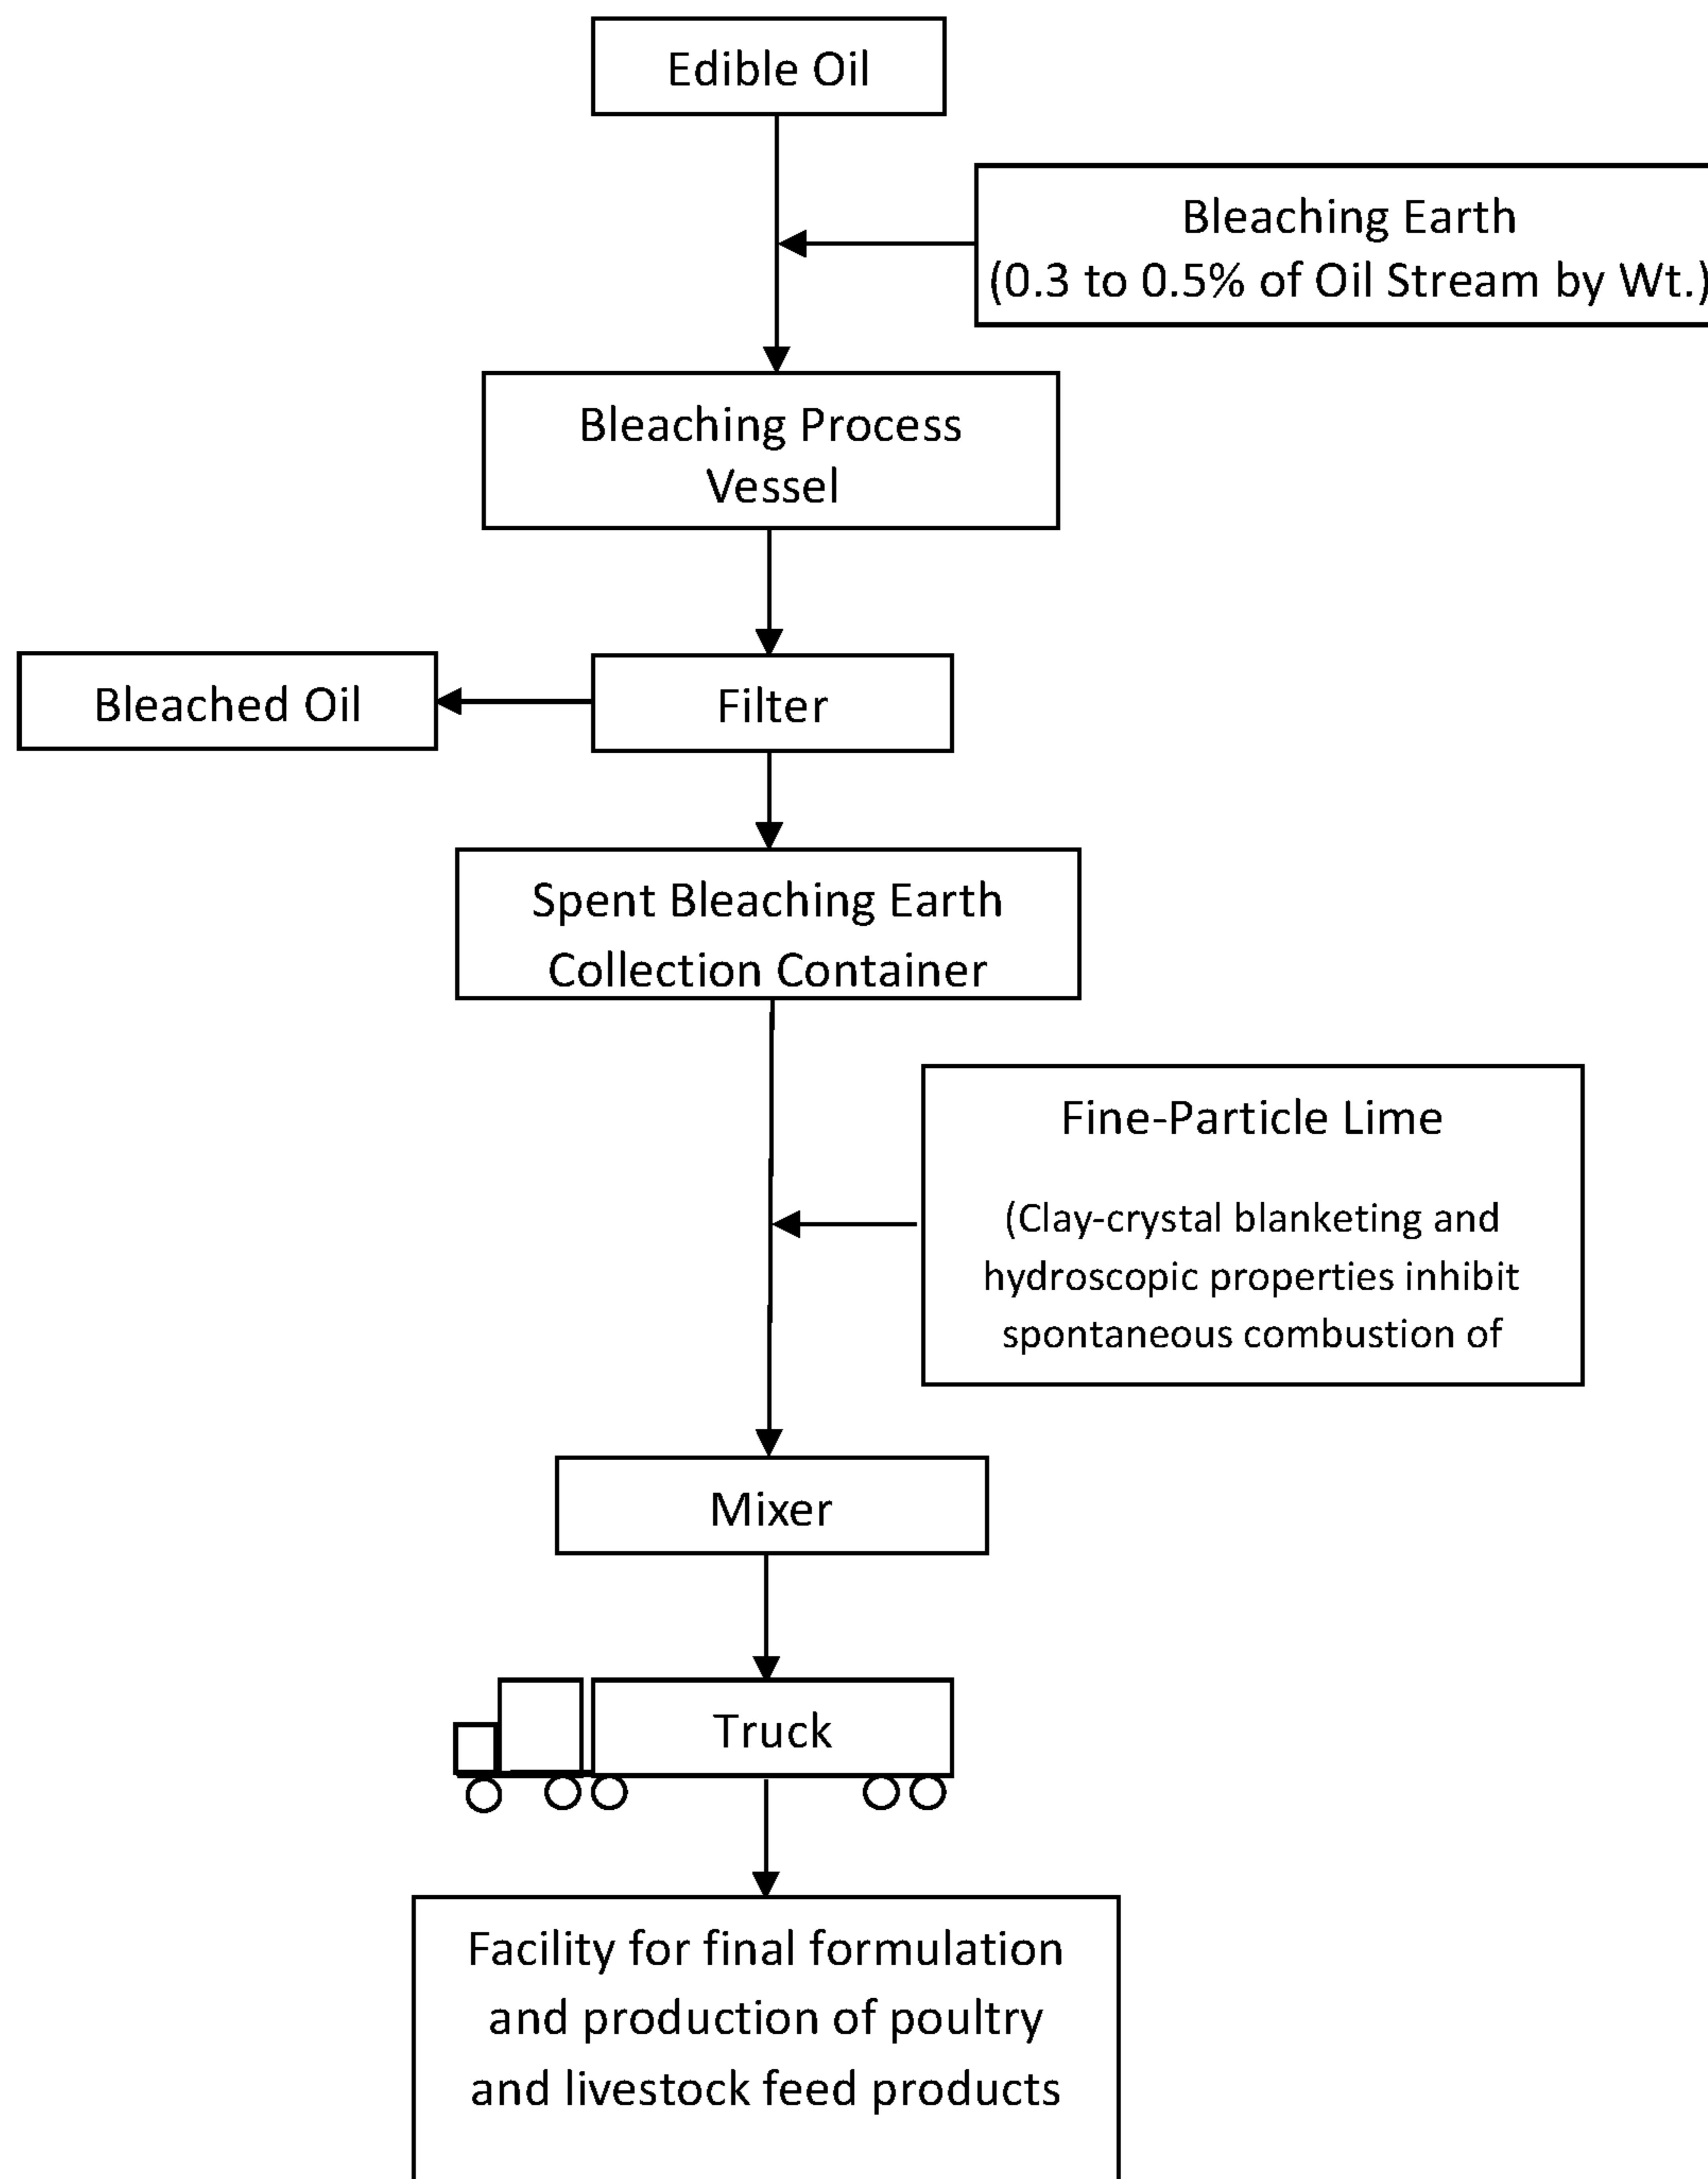 Edible Oil
Bleaching Earth
(0.3 to 0.5% of Oil Stream by Wt.)
Bleaching Process
Vessel
Bleached Oil
Filter
Spent Bleaching Earth
Collection Container
Fine-Particle Lime
(Clay-crystal blanketing and
hydroscopic properties inhibit
spontaneous combustion of
Mixer
Truck
Facility for final formulation
and production of poultry
and livestock feed products